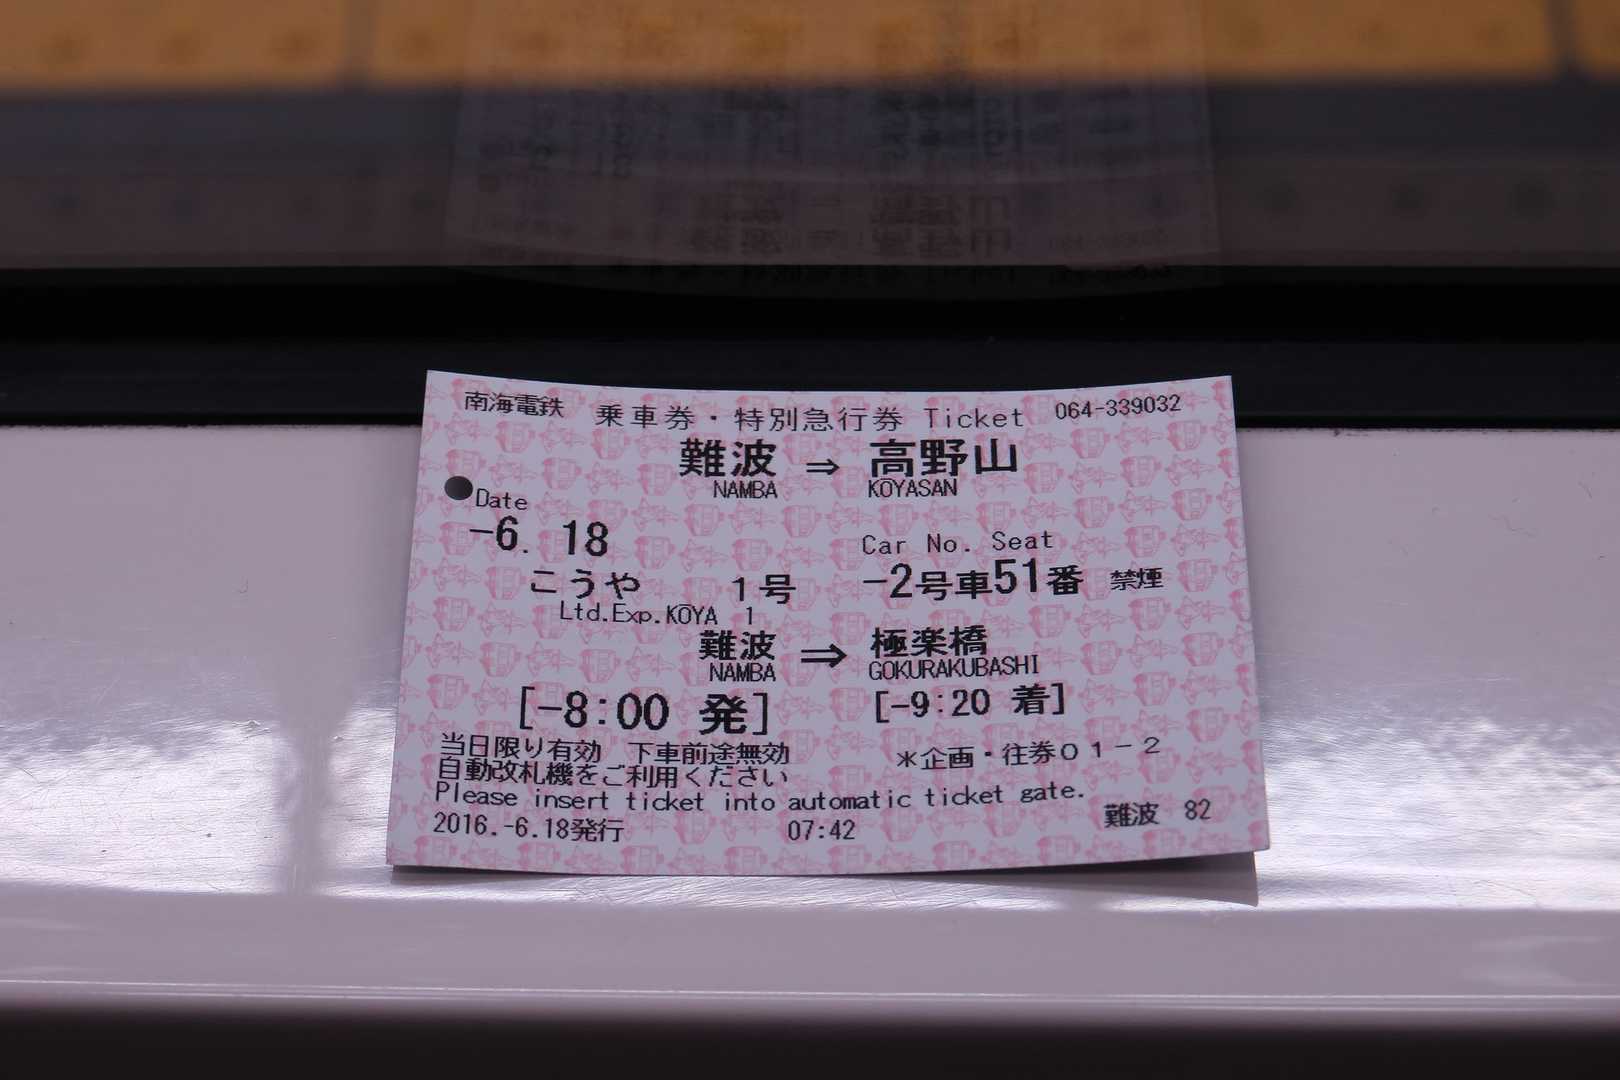 南海電鉄 乗車券・特別急行券 Ticket 064-339032
難波 ⇒ 高野山
NAMBA KŌYASAN
●Date
-6. 18 Car No. Seat
こうや 1号 -2号車51番 禁煙
Ltd.Exp.KŌYA 1
難波 ⇒ 極楽橋
NAMBA GOKURAKUBASHI
[-8:00 発] [-9:20 着]
当日限り有効 下車前途無効 *企画・往券01-2
自動改札機をご利用ください
Please insert ticket into automatic ticket gate.
2016.-6.18発行 07:42 難波 82